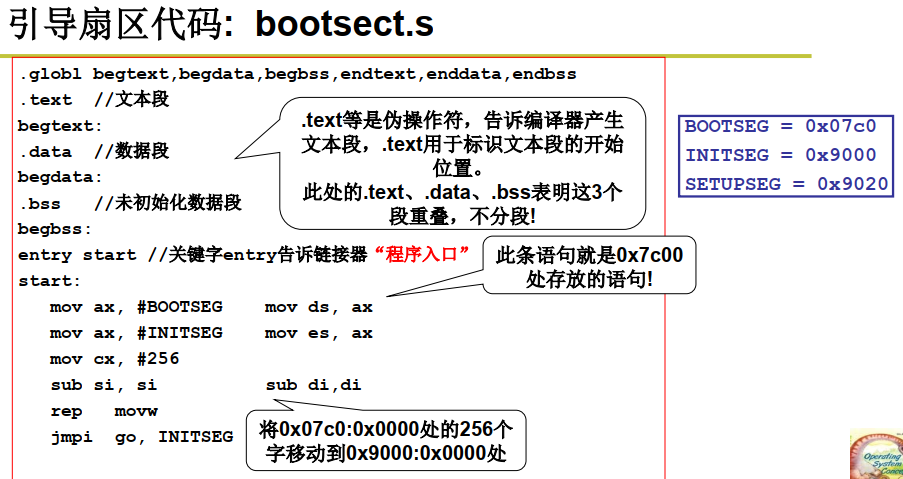 引导扇区代码: bootsect.s
.globl begtext,begdata,begbss,endtext,enddata,endbss
.text //文本段
begtext:
.data //数据段
begdata:
.bss //未初始化数据段
begbss:
entry start //关键字entry告诉链接器“程序入口”
start:
mov ax, #BOOTSEG mov ds, ax
mov ax, #INITSEG mov es, ax
mov cx, #256
sub si, si sub di,di
rep movw
jmpi go, INITSEG
.text等是伪操作符，告诉编译器产生
文本段，.text用于标识文本段的开始
位置。
此处的.text、.data、.bss表明这3个
段重叠，不分段!
BOOTSEG = 0x07c0
INITSEG = 0x9000
SETUPSEG = 0x9020
此条语句就是0x7c00
处存放的语句!
将0x07c0:0x0000处的256个
字移动到0x9000:0x0000处
Operating
System
Concepts